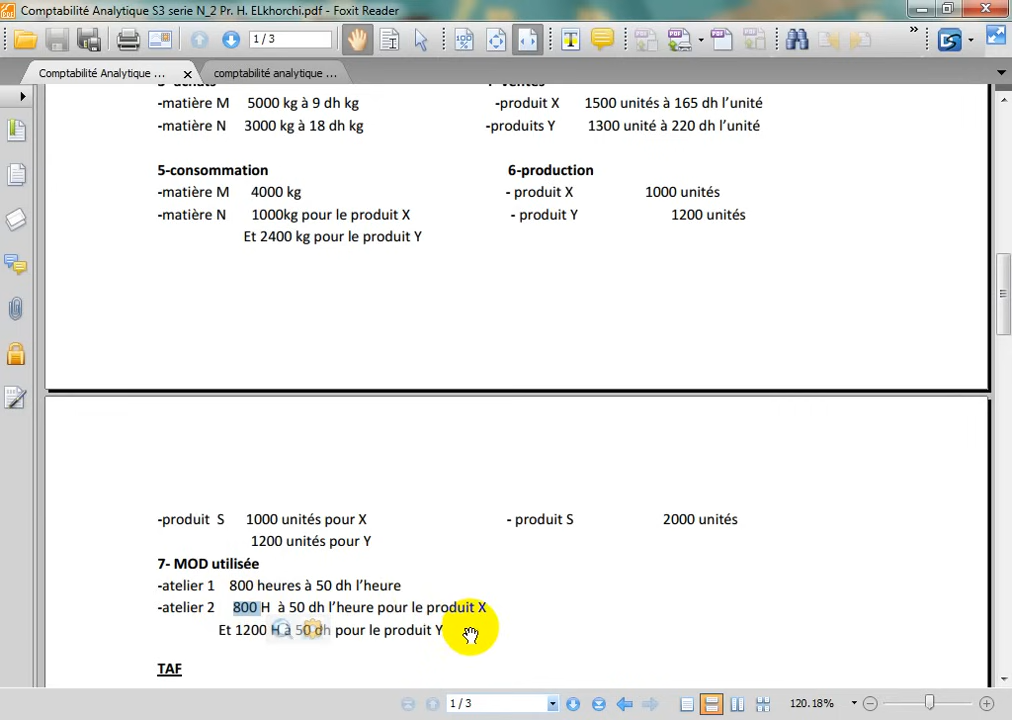 Comptabilité Analytique S3 serie N_2 Pr. H. ELkhorchi.pdf - Foxit Reader
1 / 3
Comptabilité Analytique ...
comptabilité analytique ...
-matière M 5000 kg à 9 dh kg
-produit X 1500 unités à 165 dh l’unité
-matière N 3000 kg à 18 dh kg
-produits Y 1300 unité à 220 dh l’unité
5-consommation
6-production
-matière M 4000 kg
- produit X 1000 unités
-matière N 1000kg pour le produit X
- produit Y 1200 unités
Et 2400 kg pour le produit Y
-produit S 1000 unités pour X
- produit S 2000 unités
1200 unités pour Y
7- MOD utilisée
-atelier 1 800 heures à 50 dh l’heure
-atelier 2 800 H à 50 dh l’heure pour le produit X
Et 1200 H à 50 dh pour le produit Y
TAF
1 / 3
120.18%